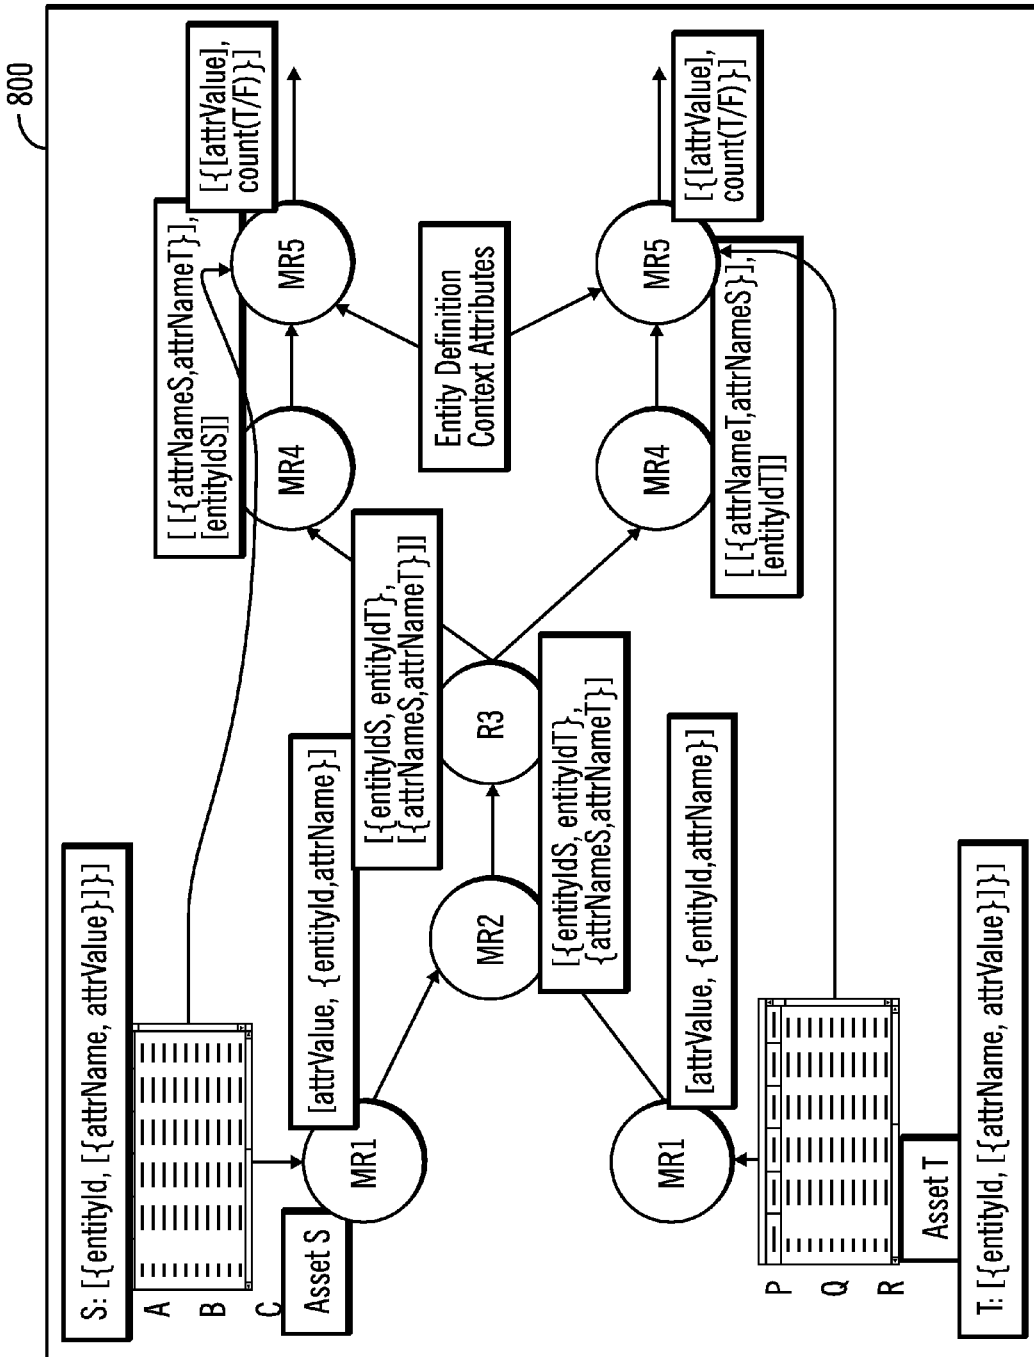 800
S: [{entityId, [{attrName, attrValue}]}]
A
B
C
Asset S
MR1
[attrValue, {entityId,attrName}]
MR2
[{entityIdS, entityIdT},
{attrNameS,attrNameT}]
R3
[{entityIdS, entityIdT},
[{attrNameS,attrNameT}]]
MR4
[ [{attrNameS,attrNameT}],
[entityIdS]]
MR5
[{[attrValue],
count(T/F)}]
Entity Definition
Context Attributes
MR1
[attrValue, {entityId,attrName}]
MR4
[ [{attrNameT,attrNameS}],
[entityIdT]]
MR5
[{[attrValue],
count(T/F)}]
P
Q
R
Asset T
T: [{entityId, [{attrName, attrValue}]}]